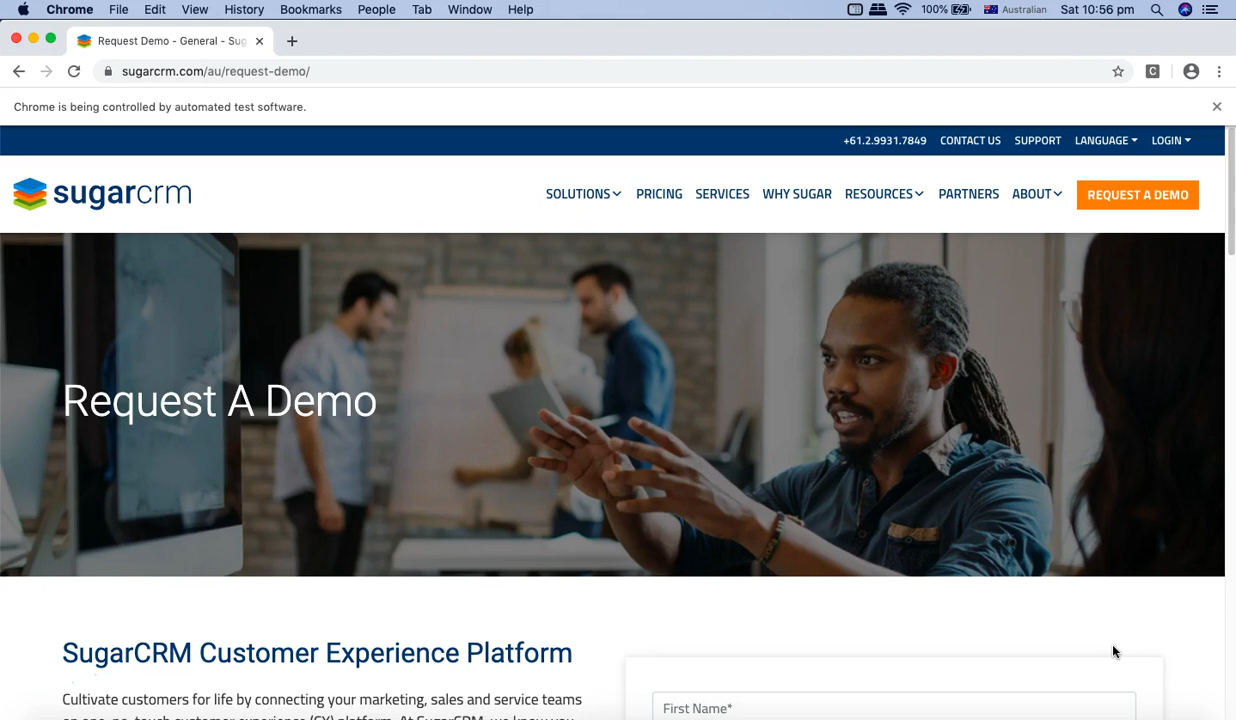 Chrome File Edit View History Bookmarks People Tab Window Help 100% Australian Sat 10:56 pm
Request Demo - General - Sug
sugarcrm.com/au/request-demo/ C
Chrome is being controlled by automated test software.
+61.2.9931.7849 CONTACT US SUPPORT LANGUAGE LOGIN
sugarcrm SOLUTIONS PRICING SERVICES WHY SUGAR RESOURCES PARTNERS ABOUT REQUEST A DEMO
Request A Demo
SugarCRM Customer Experience Platform
Cultivate customers for life by connecting your marketing, sales and service teams
First Name*